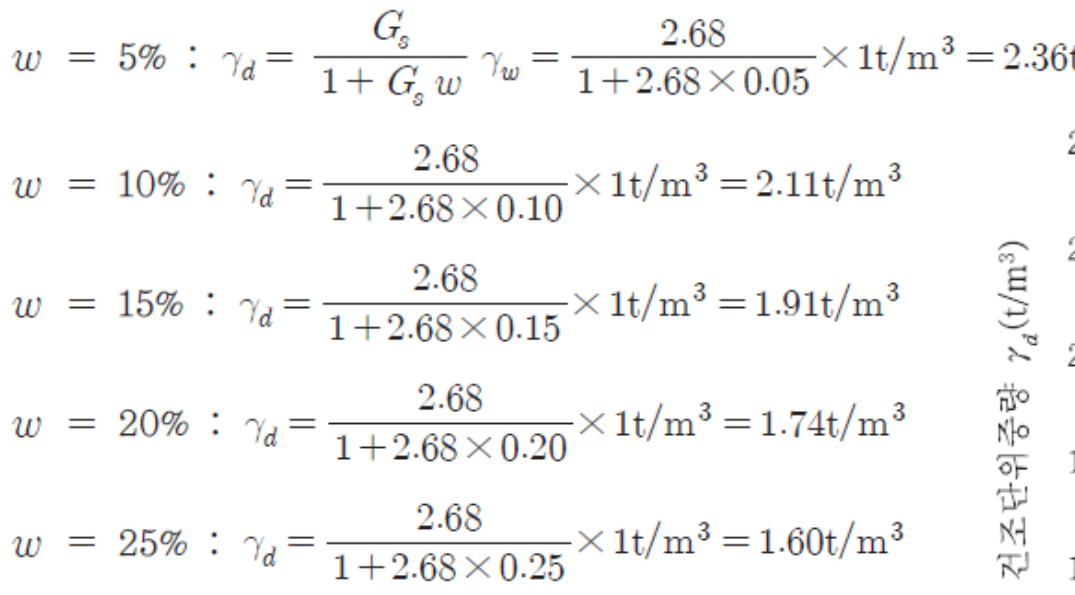 w = 5% : γ_d = G_s / (1 + G_s w) γ_w = 2.68 / (1+2.68×0.05) ×1t/m³ = 2.36t
w = 10% : γ_d = 2.68 / (1+2.68×0.10) ×1t/m³ = 2.11t/m³
w = 15% : γ_d = 2.68 / (1+2.68×0.15) ×1t/m³ = 1.91t/m³
w = 20% : γ_d = 2.68 / (1+2.68×0.20) ×1t/m³ = 1.74t/m³
w = 25% : γ_d = 2.68 / (1+2.68×0.25) ×1t/m³ = 1.60t/m³
건조단위중량 γ_d(t/m³)